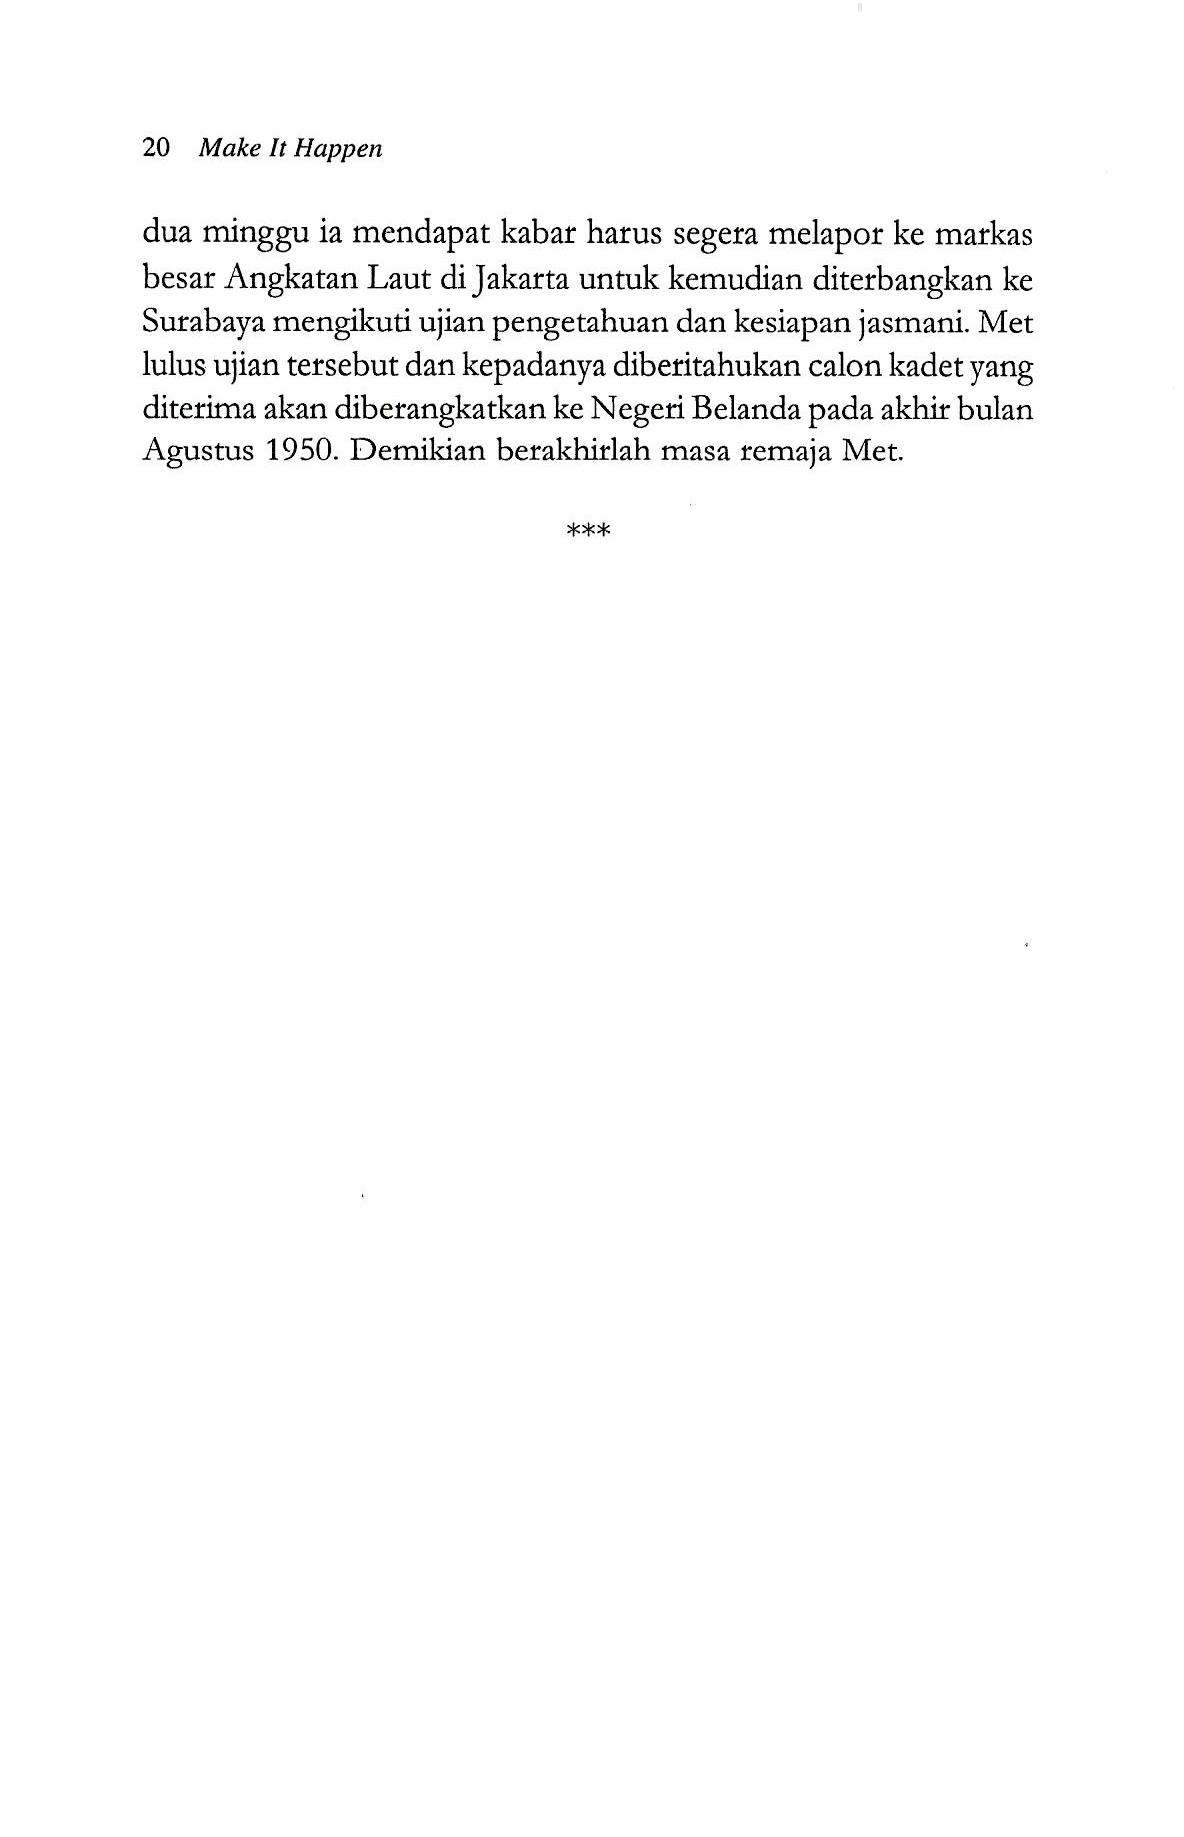 20 Make It Happen
dua minggu ia mendapat kabar harus segera melapor ke markas
besar Angkatan Laut di Jakarta untuk kemudian diterbangkan ke
Surabaya mengikuti ujian pengetahuan dan kesiapan jasmani. Met
lulus ujian tersebut dan kepadanya diberitahukan calon kadet yang
diterima akan diberangkatkan ke Negeri Belanda pada akhir bulan
Agustus 1950. Demikian berakhirlah masa remaja Met.
***